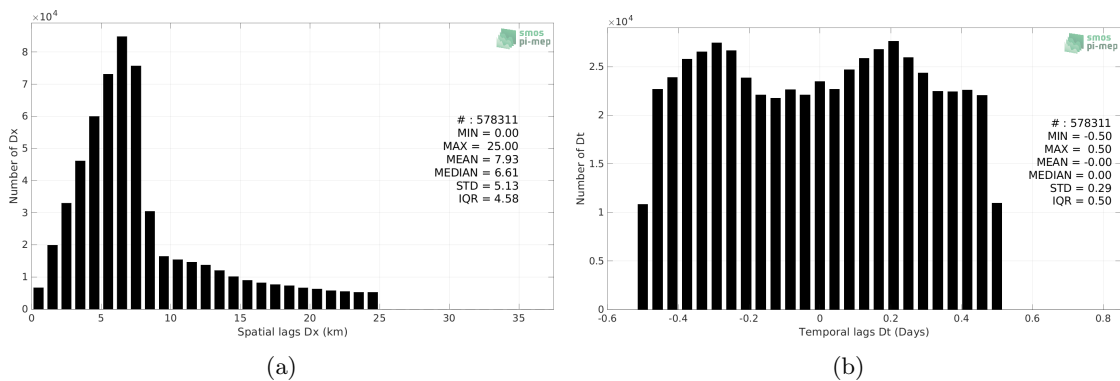 ×10⁴
8
7
6
5
4
3
2
1
0
Number of Dx
0 5 10 15 20 25 30 35
Spatial lags Dx (km)
smos
pi-mep
# : 578311
MIN = 0.00
MAX = 25.00
MEAN = 7.93
MEDIAN = 6.61
STD = 5.13
IQR = 4.58
(a)
×10⁴
2.5
2
1.5
1
0.5
0
Number of Dt
-0.6 -0.4 -0.2 0 0.2 0.4 0.6 0.8
Temporal lags Dt (Days)
smos
pi-mep
# : 578311
MIN = -0.50
MAX = 0.50
MEAN = -0.00
MEDIAN = 0.00
STD = 0.29
IQR = 0.50
(b)